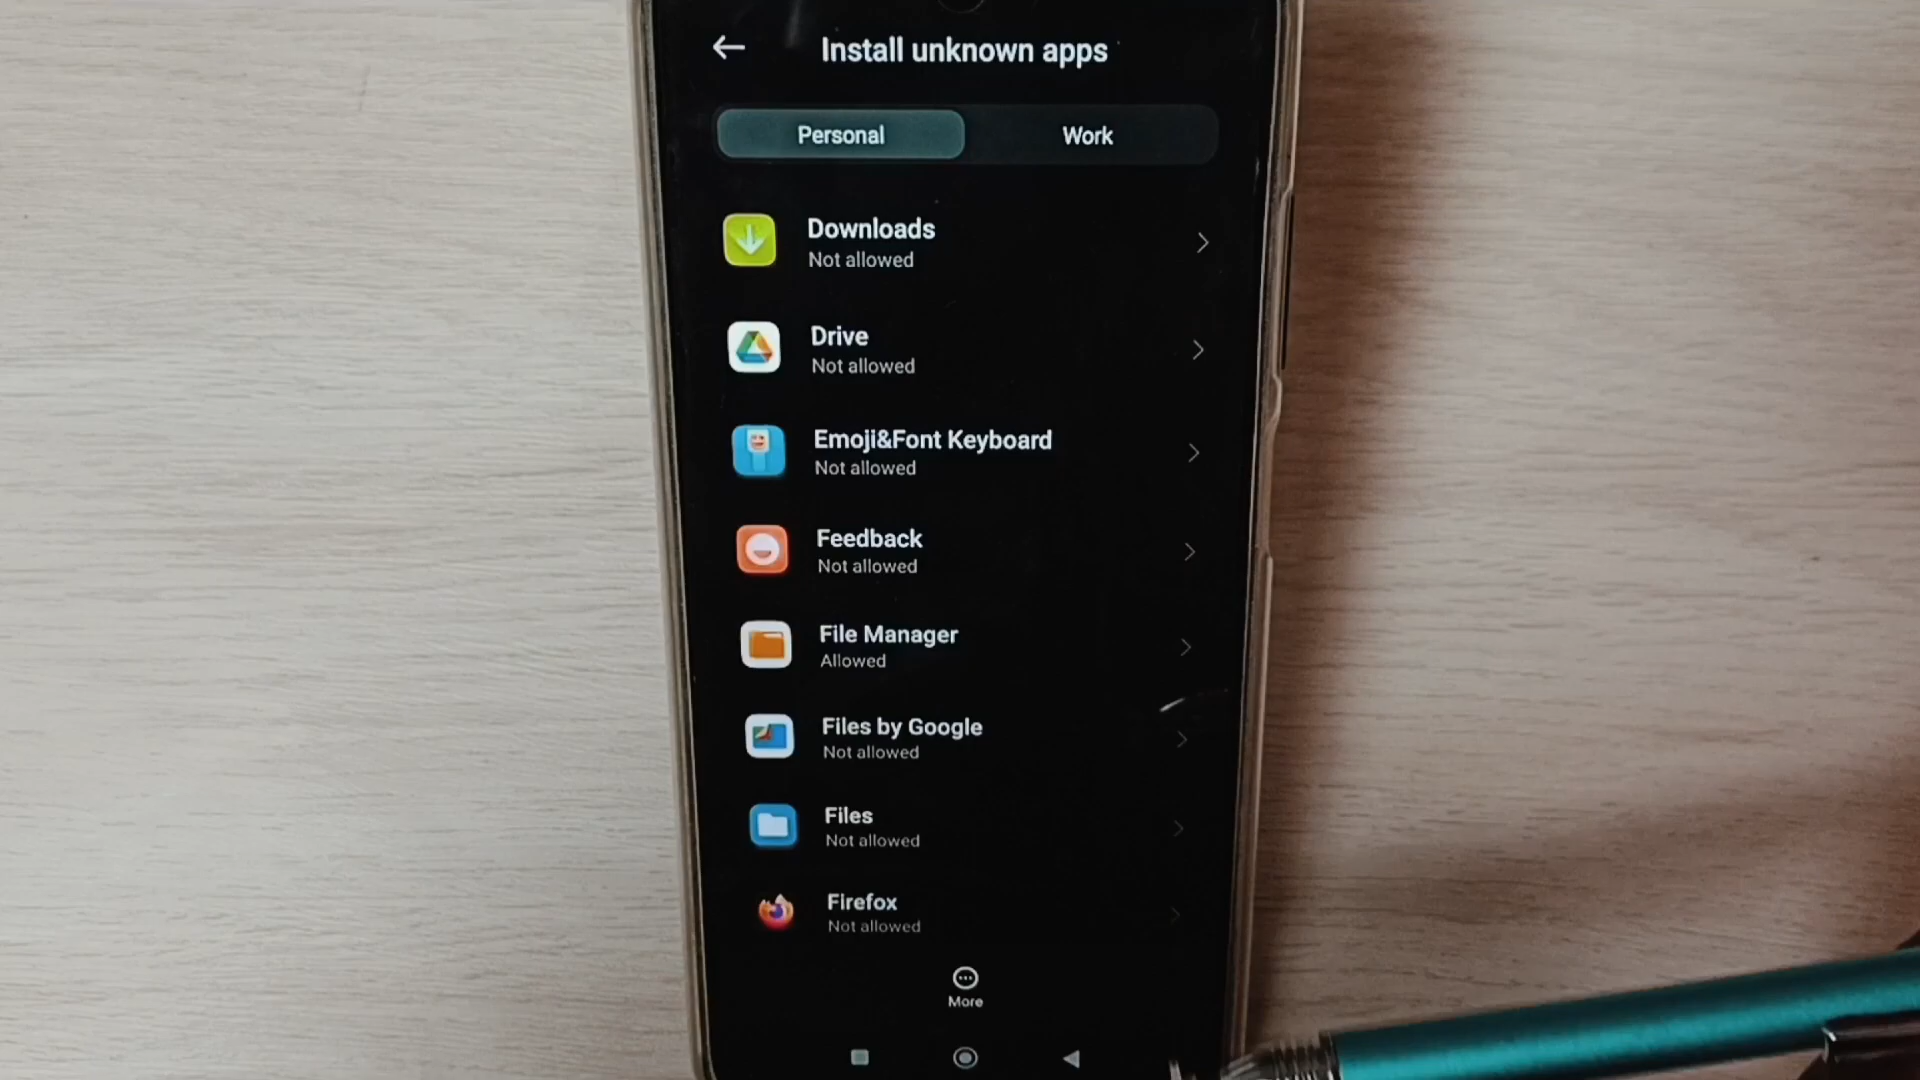 Install unknown apps
Personal Work
Downloads
Not allowed
Drive
Not allowed
Emoji&Font Keyboard
Not allowed
Feedback
Not allowed
File Manager
Allowed
Files by Google
Not allowed
Files
Not allowed
Firefox
Not allowed
More